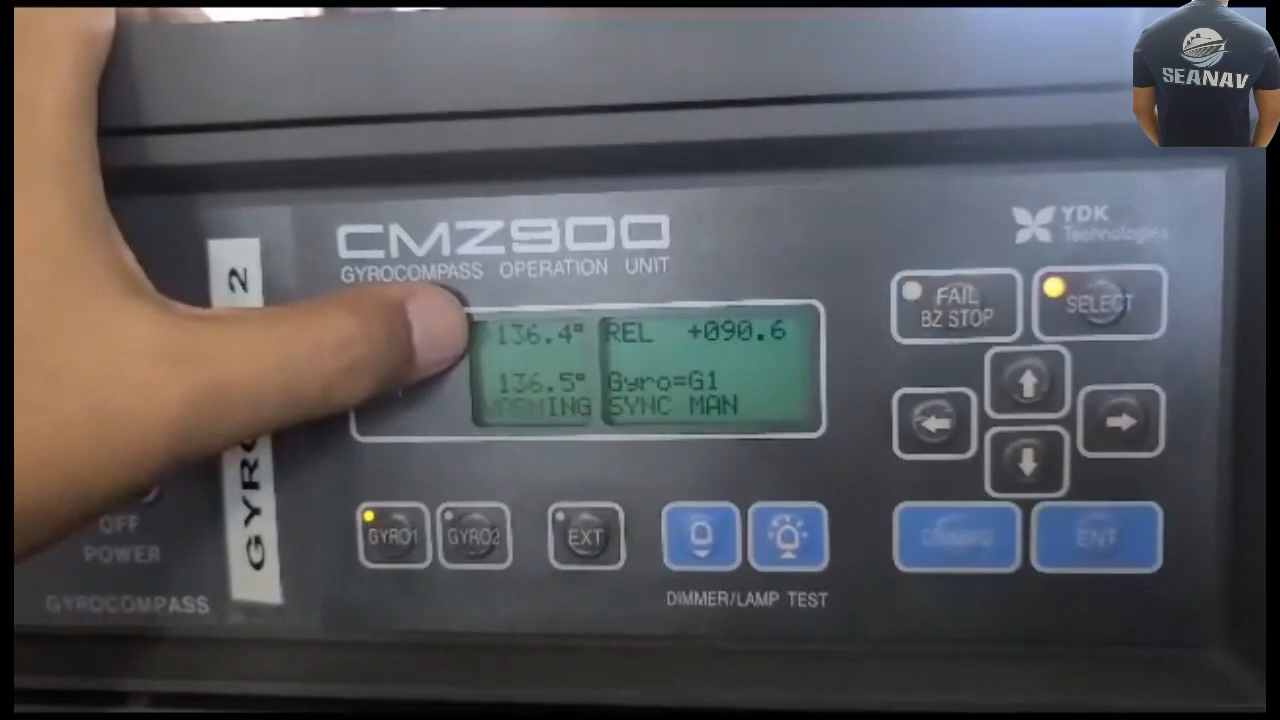 SEANAV
CMZ900
GYROCOMPASS OPERATION UNIT
YDK
Technologies
136.4° REL +090.6
136.5° Gyro=G1
WARNING SYNC MAN
FAIL
BZ STOP
SELECT
GYRO1
GYRO2
EXT
ENT
DIMMER/LAMP TEST
OFF
POWER
GYROCOMPASS
2